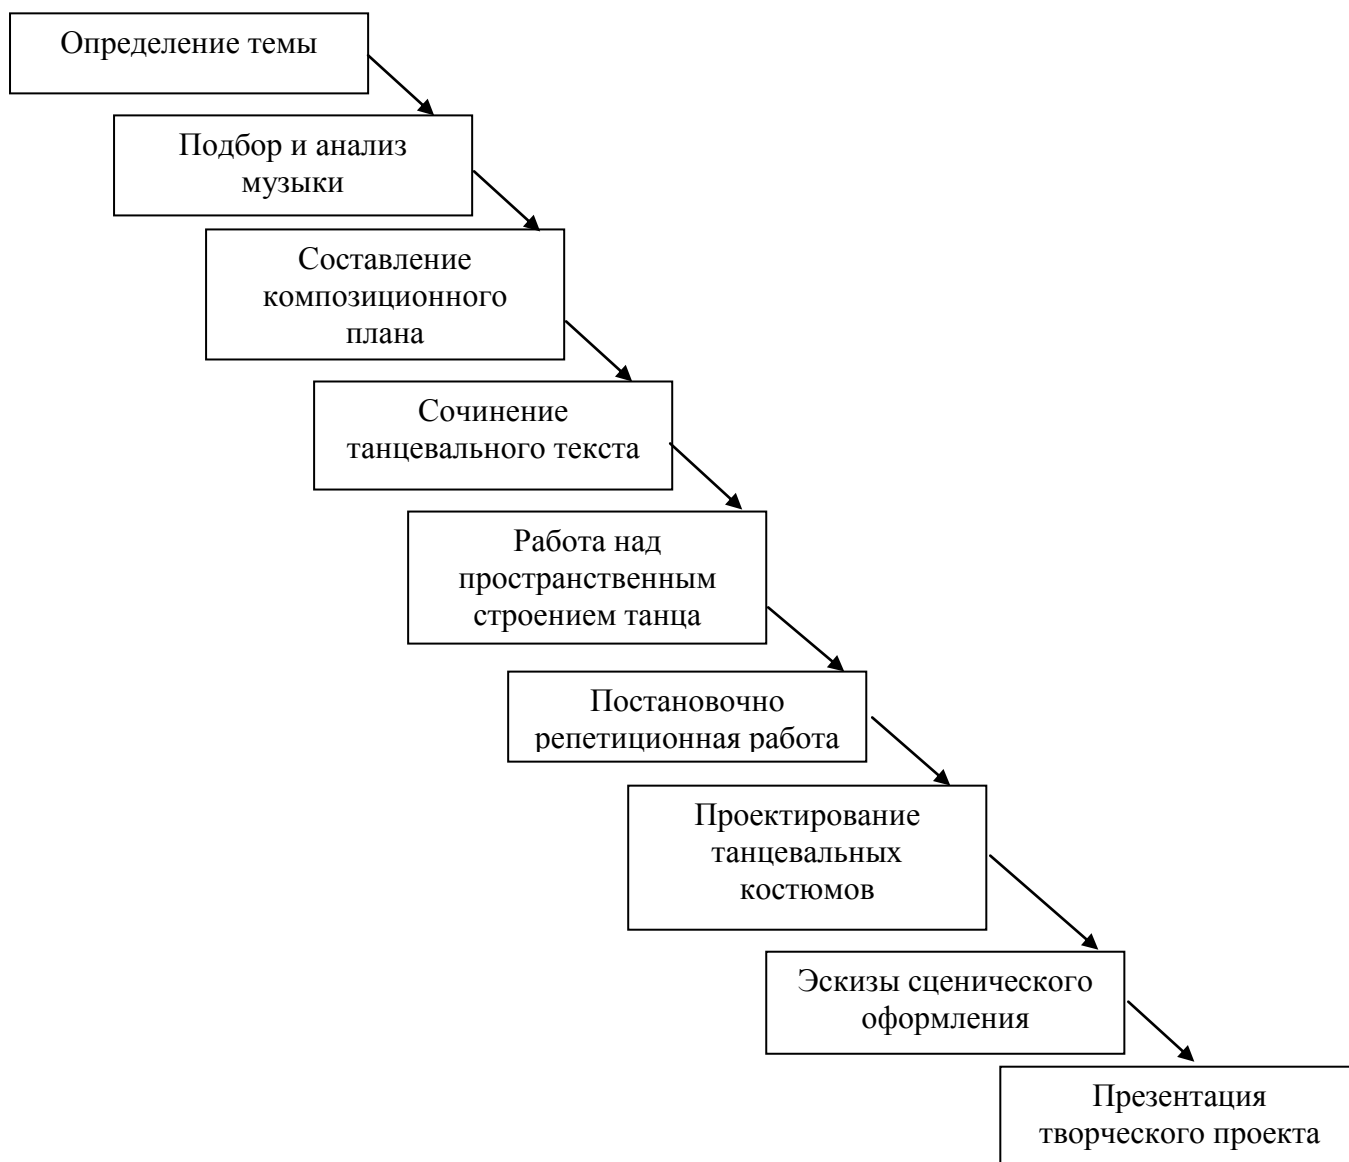 Определение темы
Подбор и анализ
музыки
Составление
композиционного
плана
Сочинение
танцевального текста
Работа над
пространственным
строением танца
Постановочно
репетиционная работа
Проектирование
танцевальных
костюмов
Эскизы сценического
оформления
Презентация
творческого проекта